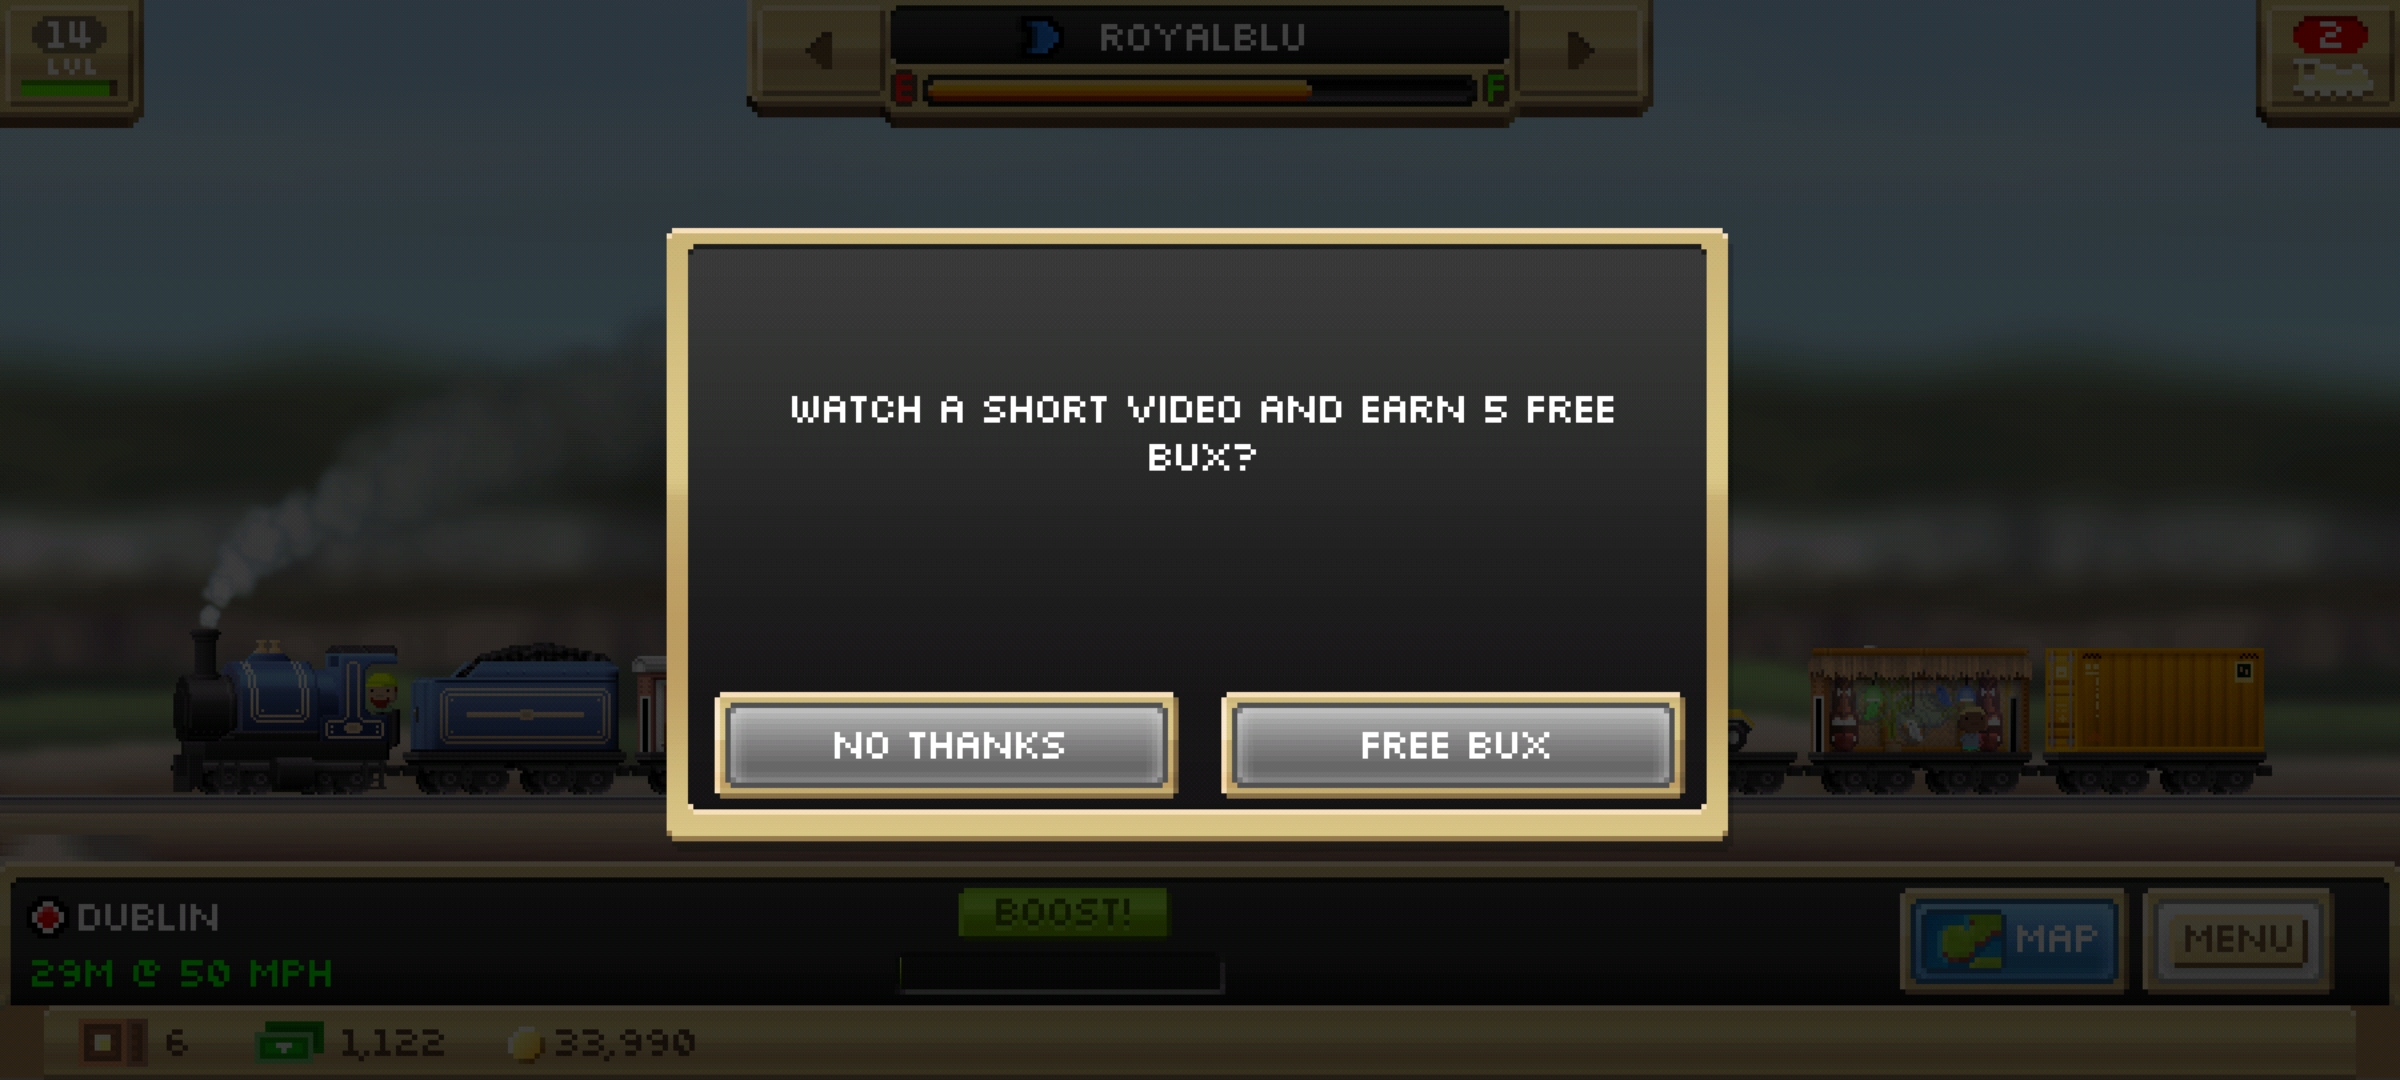 14
LVL
ROYALBLU
E F
2
WATCH A SHORT VIDEO AND EARN 5 FREE
BUX?
NO THANKS
FREE BUX
DUBLIN
29M @ 50 MPH
BOOST!
MAP
MENU
6
1,122
33,990